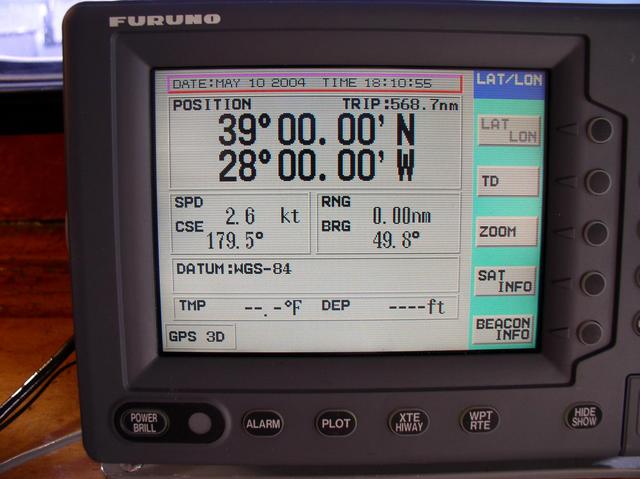 FURUNO
DATE:MAY 10 2004 TIME 18:10:55
LAT/LON
POSITION TRIP:568.7nm
39°00.00' N
28°00.00' W
LAT
LON
TD
SPD 2.6 kt
CSE 179.5°
RNG 0.00nm
BRG 49.8°
ZOOM
DATUM:WGS-84
SAT
INFO
TMP --.-°F DEP ----ft
GPS 3D
BEACON
INFO
POWER
BRILL
ALARM
PLOT
XTE
HIWAY
WPT
RTE
HIDE
SHOW